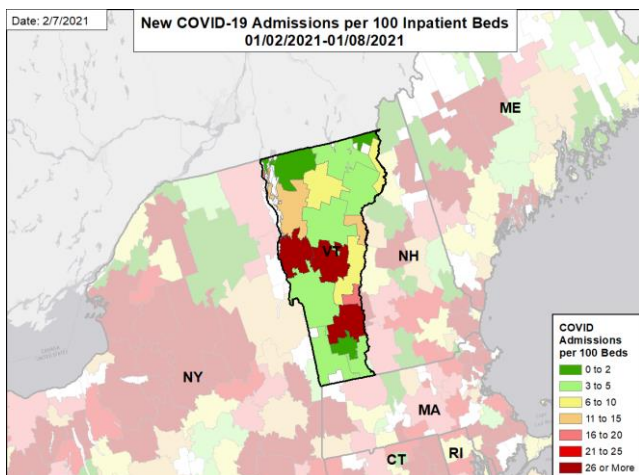 Date: 2/7/2021
New COVID-19 Admissions per 100 Inpatient Beds
01/02/2021-01/08/2021
ME
VT
NH
NY
MA
CT
RI
COVID
Admissions
per 100 Beds
0 to 2
3 to 5
6 to 10
11 to 15
16 to 20
21 to 25
26 or More